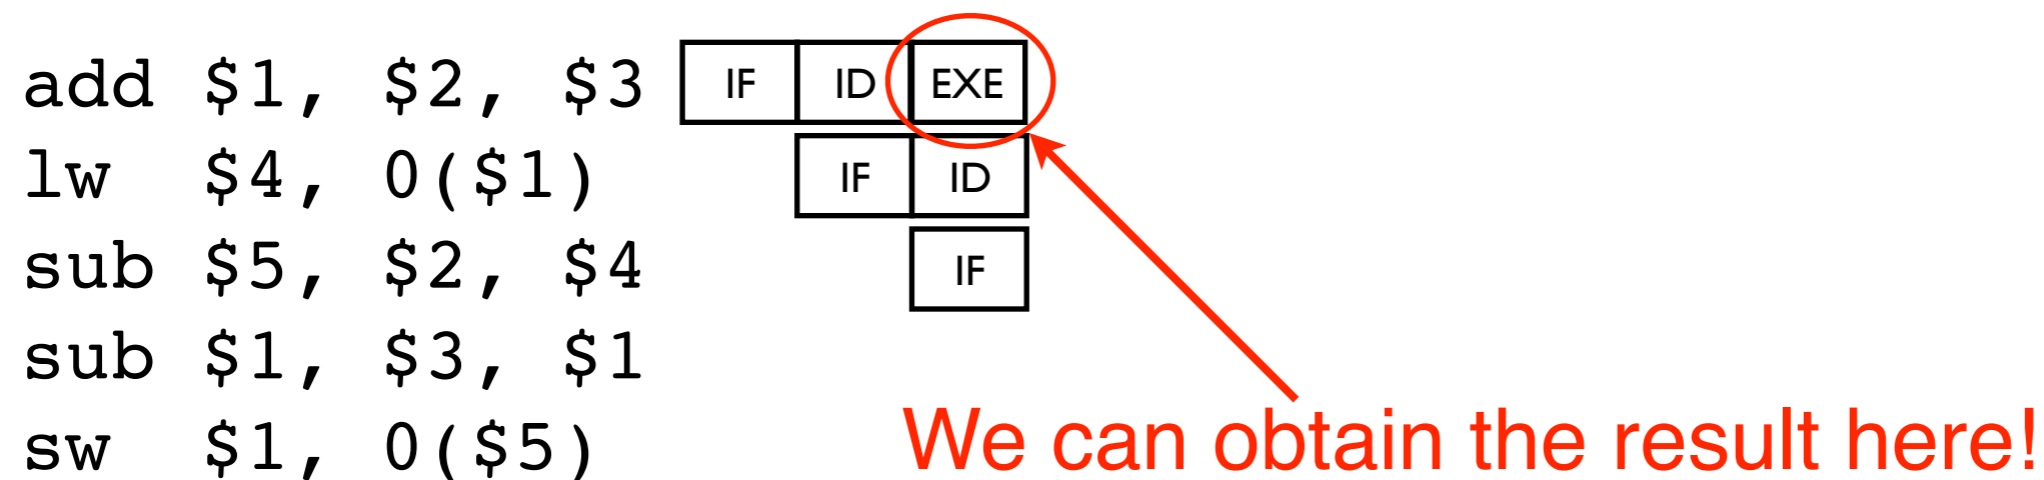 add $1, $2, $3 IF ID EXE
lw $4, 0($1) IF ID
sub $5, $2, $4 IF
sub $1, $3, $1
sw $1, 0($5) We can obtain the result here!